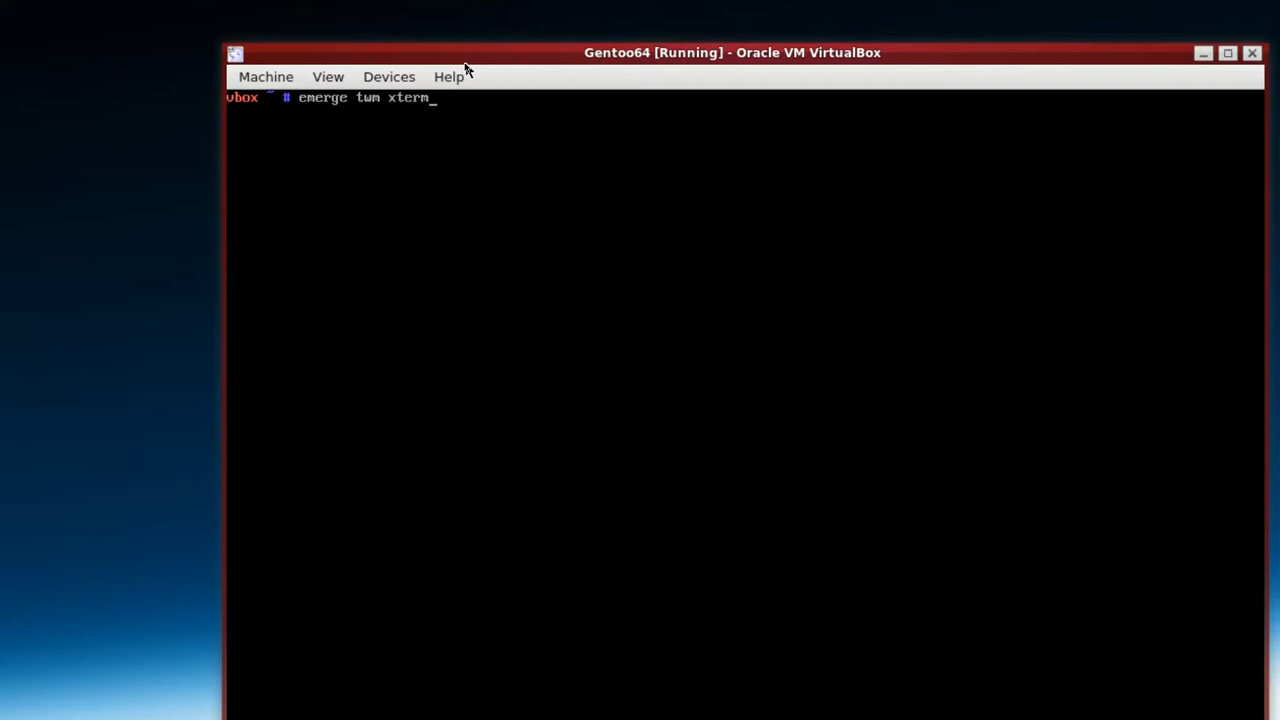 Gentoo64 [Running] - Oracle VM VirtualBox
Machine View Devices Help
vbox ~ # emerge twm xterm_